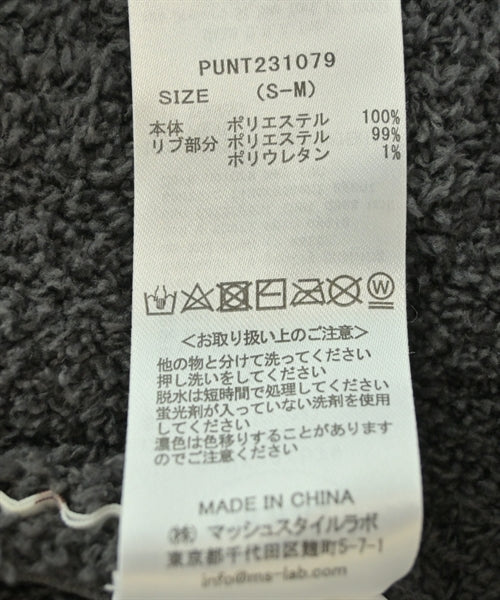 PUNT231079
SIZE (S-M)
本体 ポリエステル 100%
リブ部分 ポリエステル 99%
ポリウレタン 1%
W
<お取り扱い上のご注意>
他の物と分けて洗ってください
押し洗いをしてください
脱水は短時間で処理してください
蛍光剤が入っていない洗剤を使用
してください
濃色は色移りすることがあります
のでご注意ください
MADE IN CHINA
㈱ マッシュスタイルラボ
東京都千代田区麹町5-7-1
info@ms-lab.com